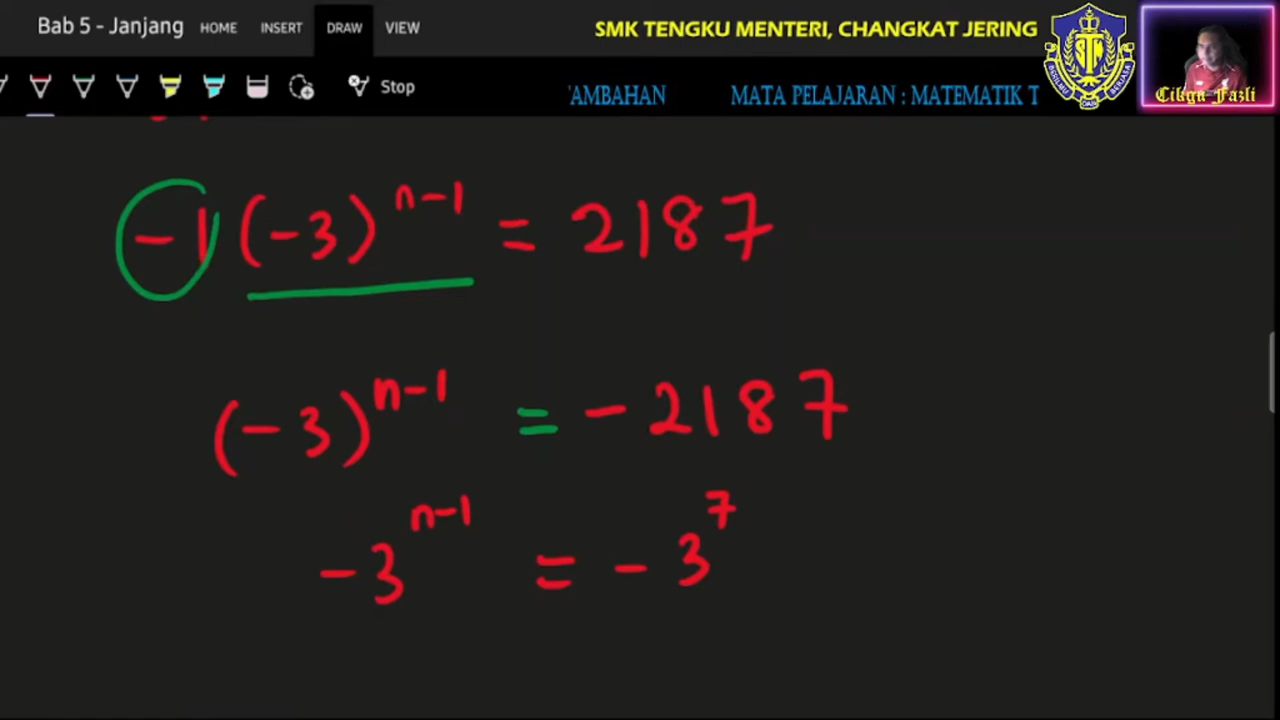 Bab 5 - Janjang HOME INSERT DRAW VIEW
SMK TENGKU MENTERI, CHANGKAT JERING
Stop
TAMBAHAN MATA PELAJARAN : MATEMATIK T
Cikgu Fazli
-1(-3)^{n-1} = 2187
(-3)^{n-1} = -2187
-3^{n-1} = -3^{7}